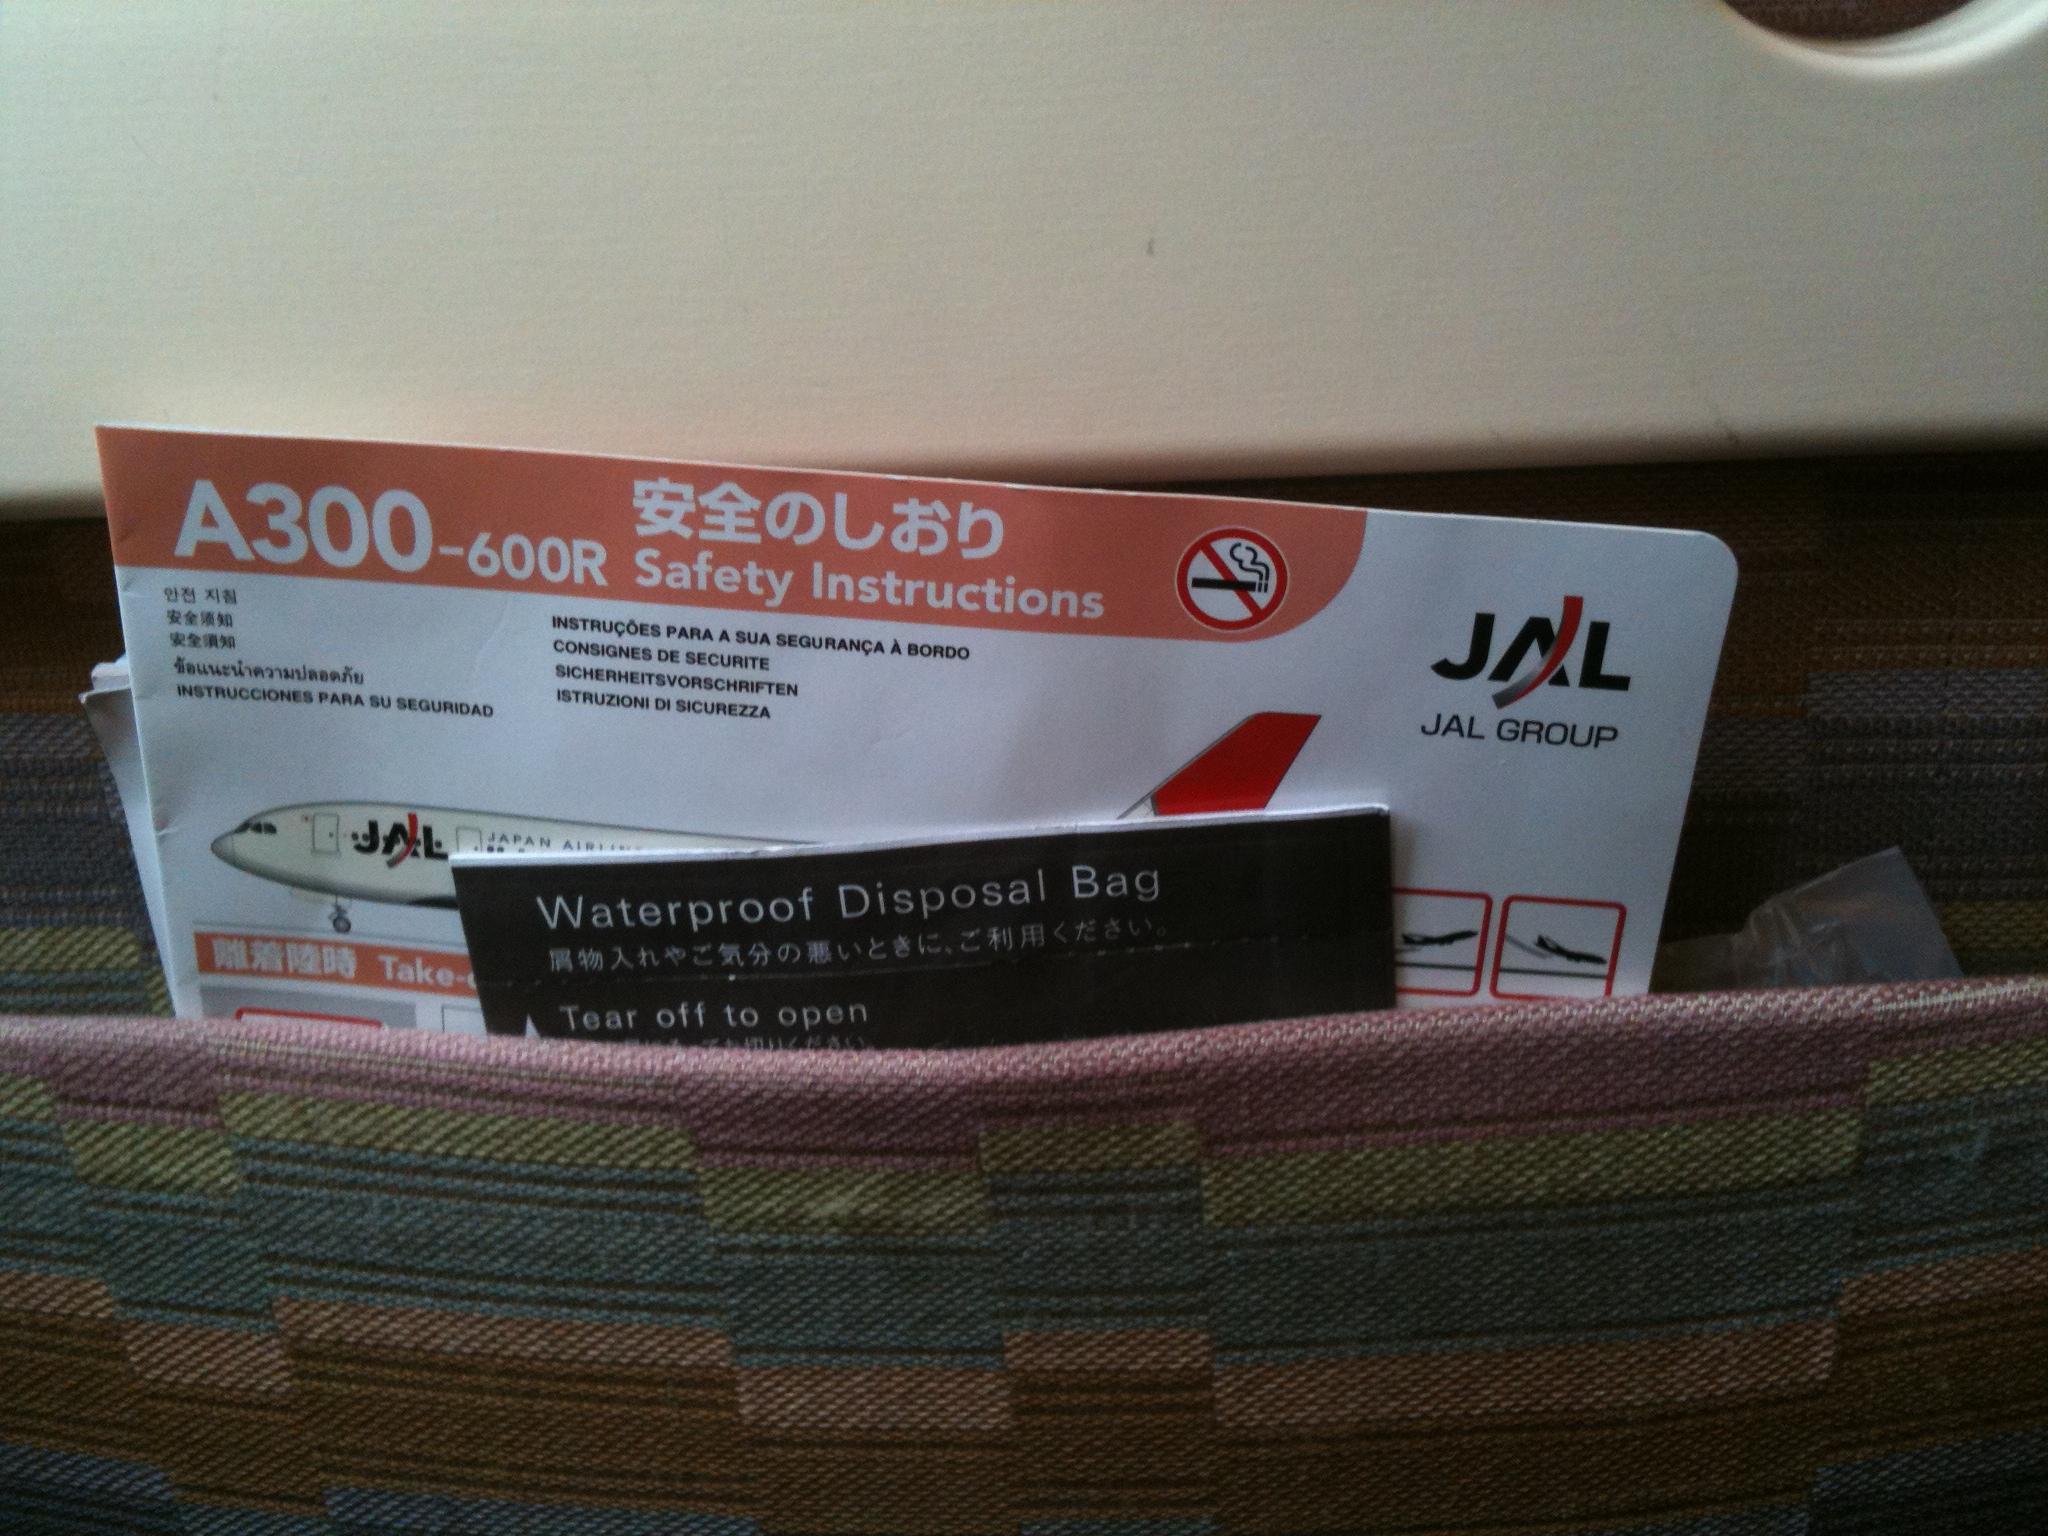 A300-600R 安全のしおり
Safety Instructions
안전 지침
安全须知
安全須知
ข้อแนะนำความปลอดภัย
INSTRUCCIONES PARA SU SEGURIDAD
INSTRUÇÕES PARA A SUA SEGURANÇA À BORDO
CONSIGNES DE SECURITE
SICHERHEITSVORSCHRIFTEN
ISTRUZIONI DI SICUREZZA
JAL
JAL GROUP
JAL
JAPAN
離着陸時 Take-
Waterproof Disposal Bag
屑物入れやご気分の悪いときに、ご利用ください。
Tear off to open